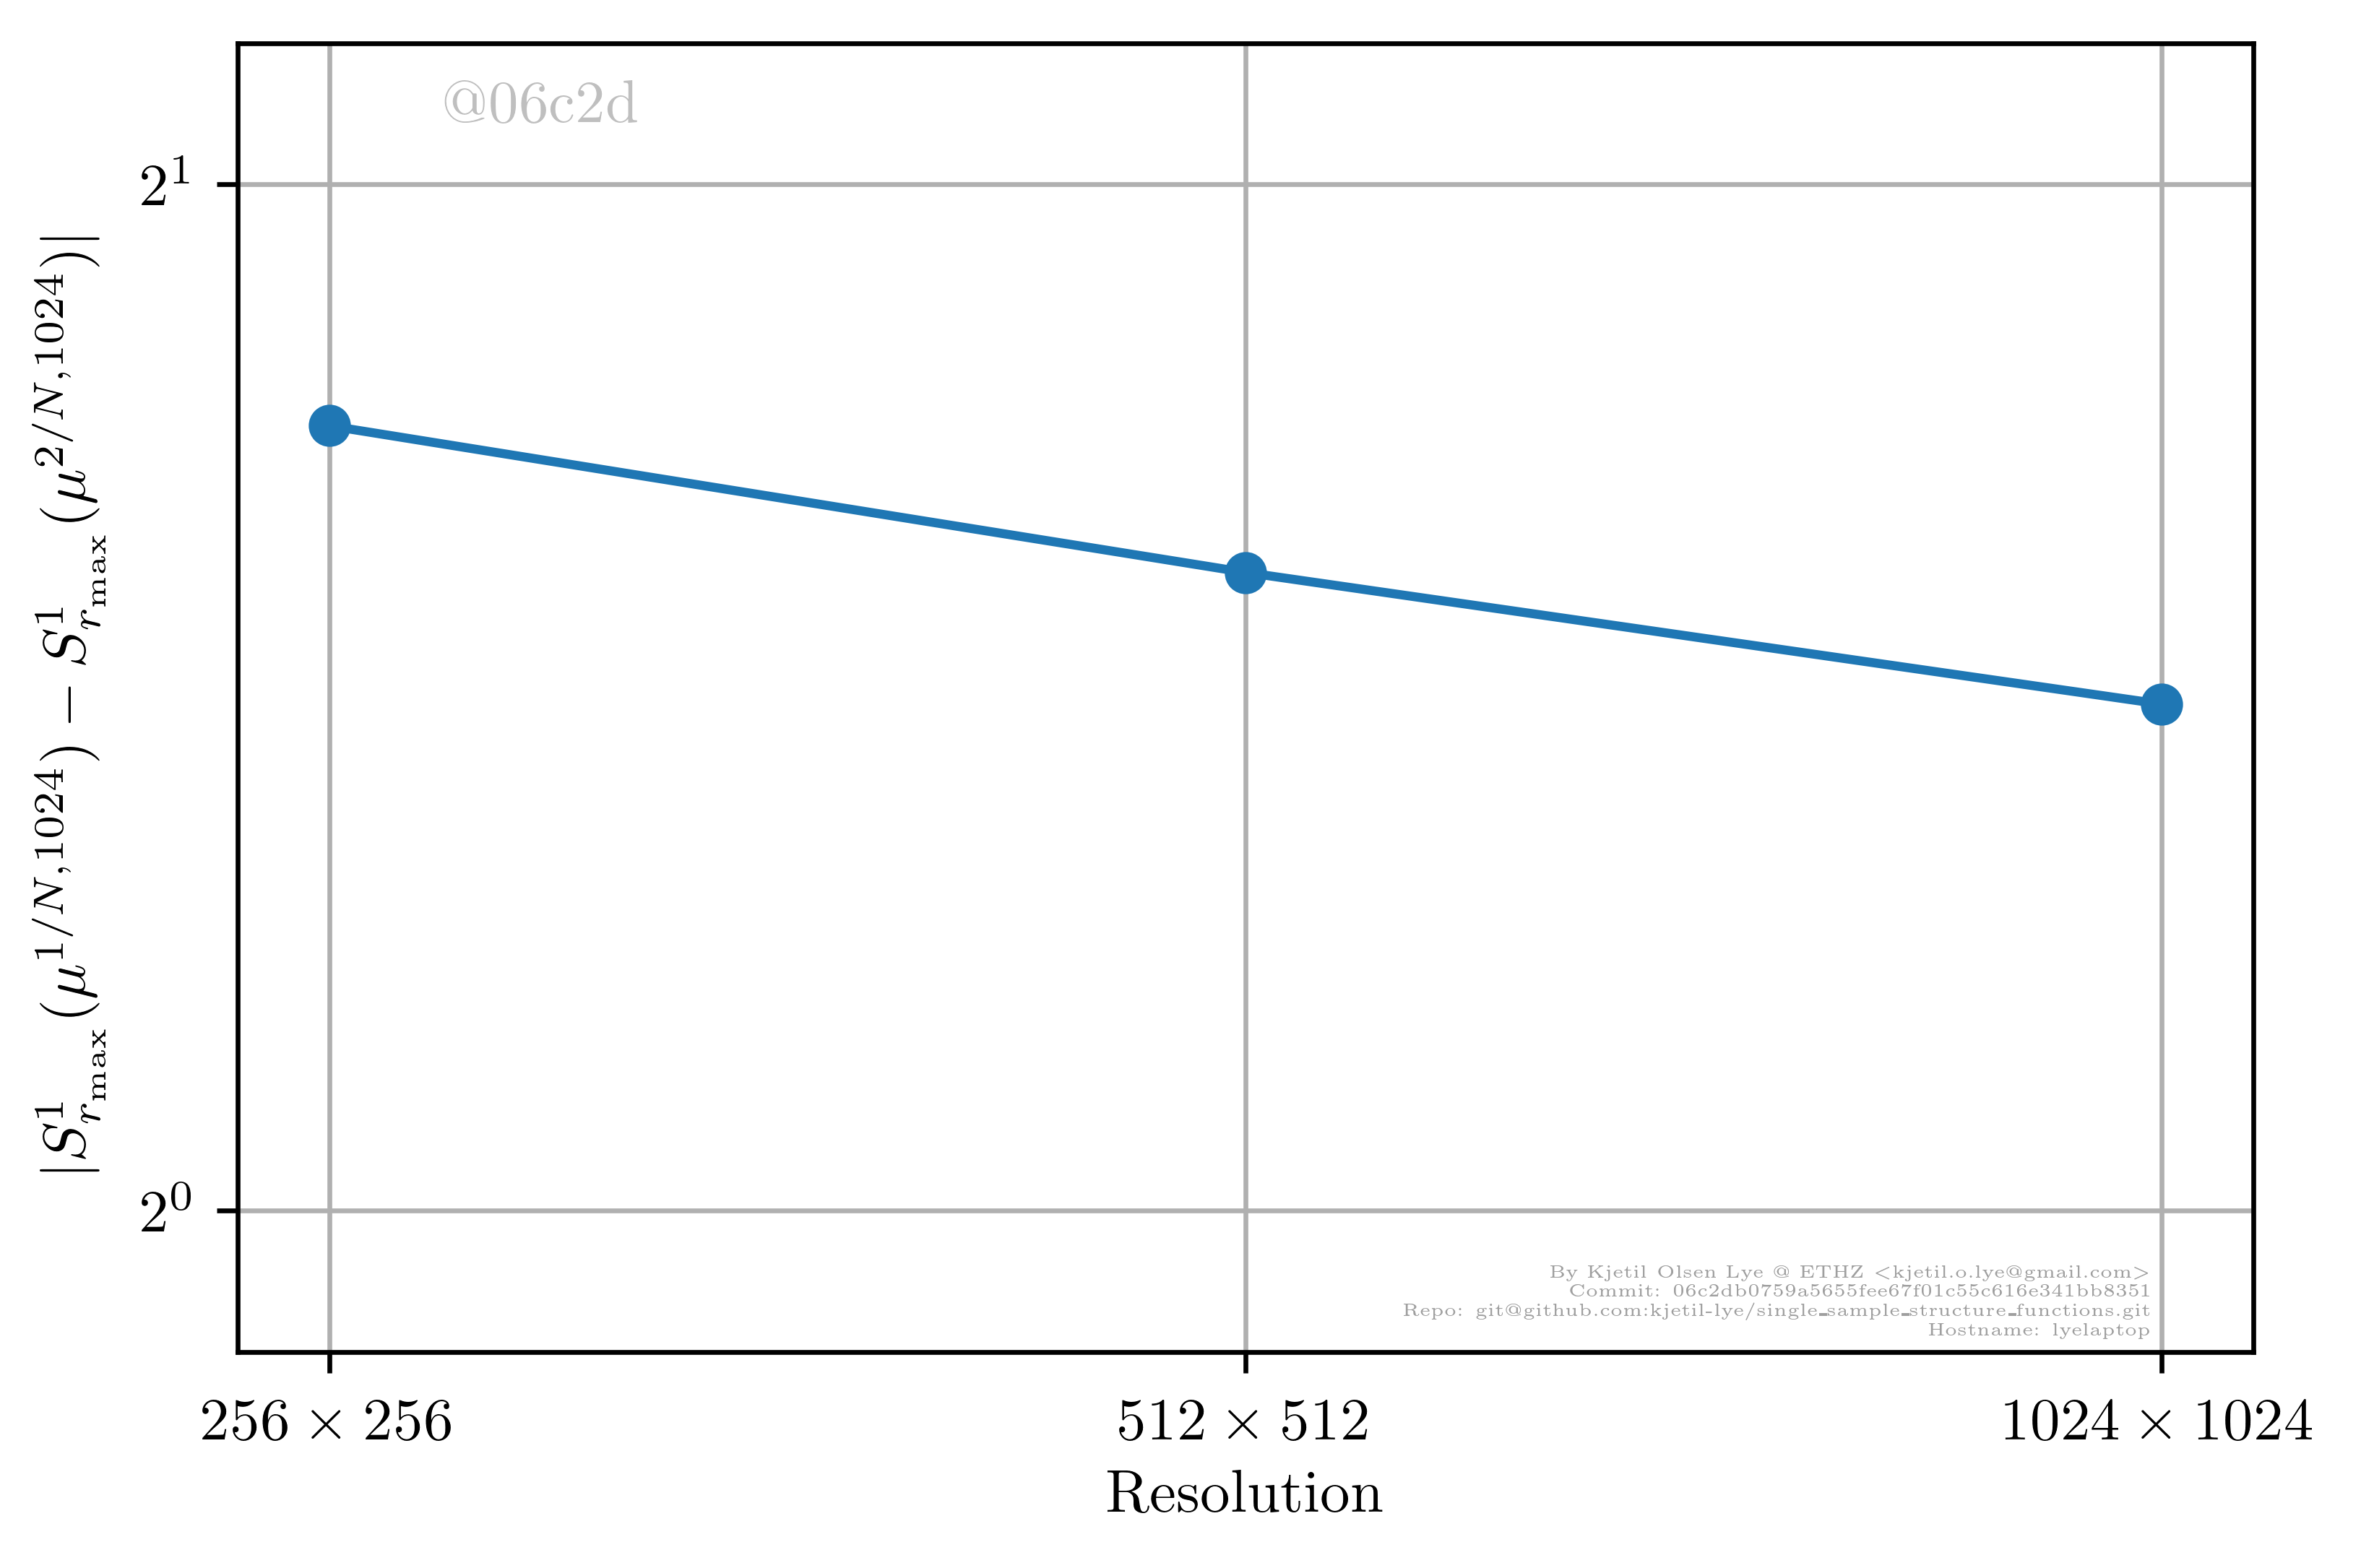 @06c2d
2^1
|S^1_{r_max}(μ^{1/N,1024}) − S^1_{r_max}(μ^{2/N,1024})|
2^0
By Kjetil Olsen Lye @ ETHZ <kjetil.o.lye@gmail.com>
Commit: 06c2db0759a5655fee67f01c55c616e341bb8351
Repo: git@github.com:kjetil-lye/single_sample_structure_functions.git
Hostname: lyelaptop
256 × 256 512 × 512 1024 × 1024
Resolution